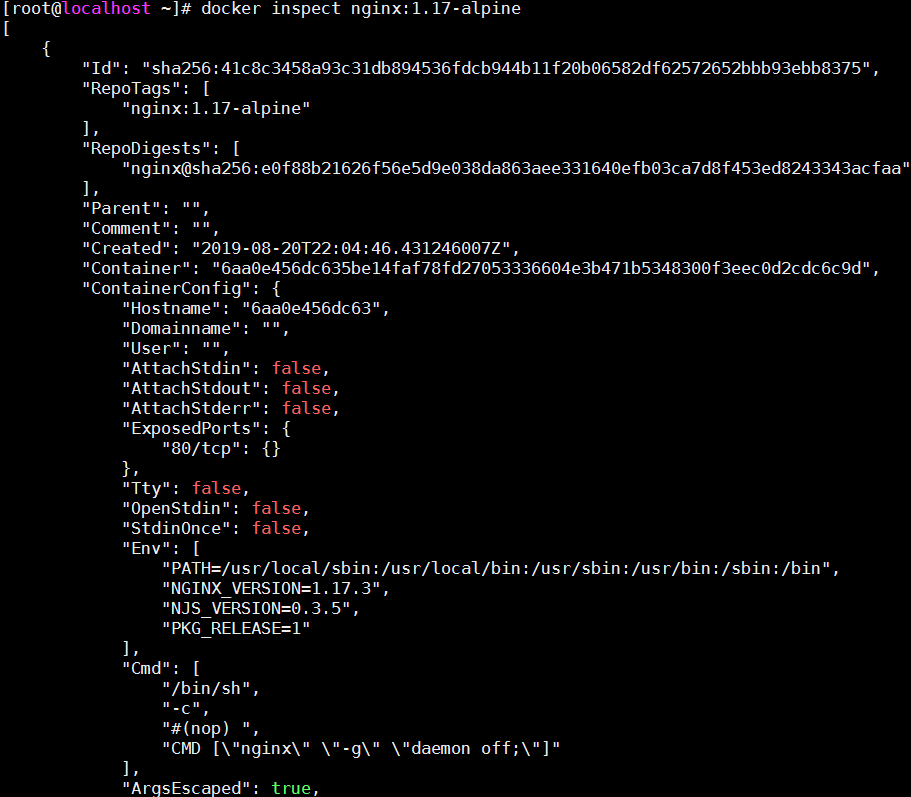 [root@localhost ~]# docker inspect nginx:1.17-alpine
[
    {
        "Id": "sha256:41c8c3458a93c31db894536fdcb944b11f20b06582df62572652bbb93ebb8375",
        "RepoTags": [
            "nginx:1.17-alpine"
        ],
        "RepoDigests": [
            "nginx@sha256:e0f88b21626f56e5d9e038da863aee331640efb03ca7d8f453ed8243343acfaa"
        ],
        "Parent": "",
        "Comment": "",
        "Created": "2019-08-20T22:04:46.431246007Z",
        "Container": "6aa0e456dc635be14faf78fd27053336604e3b471b5348300f3eec0d2cdc6c9d",
        "ContainerConfig": {
            "Hostname": "6aa0e456dc63",
            "Domainname": "",
            "User": "",
            "AttachStdin": false,
            "AttachStdout": false,
            "AttachStderr": false,
            "ExposedPorts": {
                "80/tcp": {}
            },
            "Tty": false,
            "OpenStdin": false,
            "StdinOnce": false,
            "Env": [
                "PATH=/usr/local/sbin:/usr/local/bin:/usr/sbin:/usr/bin:/sbin:/bin",
                "NGINX_VERSION=1.17.3",
                "NJS_VERSION=0.3.5",
                "PKG_RELEASE=1"
            ],
            "Cmd": [
                "/bin/sh",
                "-c",
                "#(nop) ",
                "CMD [\"nginx\" \"-g\" \"daemon off;\"]"
            ],
            "ArgsEscaped": true,